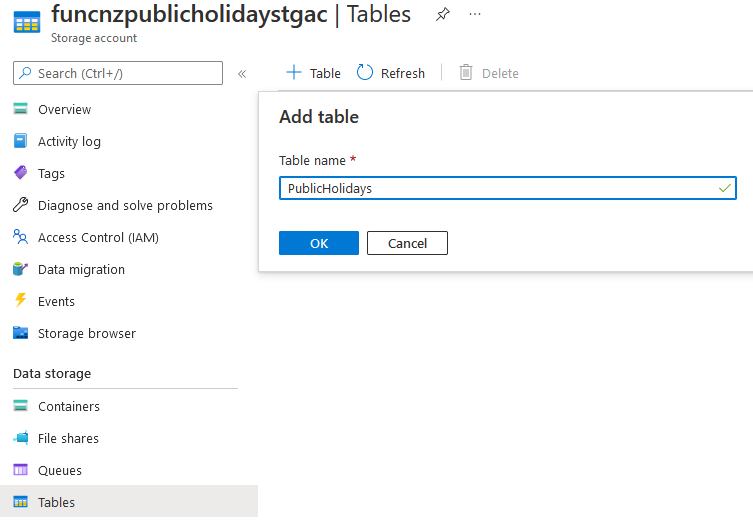 funcnzpublicholidaystgac | Tables ...
Storage account
Search (Ctrl+/) «
Table Refresh Delete
Overview
Activity log
Tags
Diagnose and solve problems
Access Control (IAM)
Data migration
Events
Storage browser
Data storage
Containers
File shares
Queues
Tables
Add table
Table name *
PublicHolidays
OK Cancel